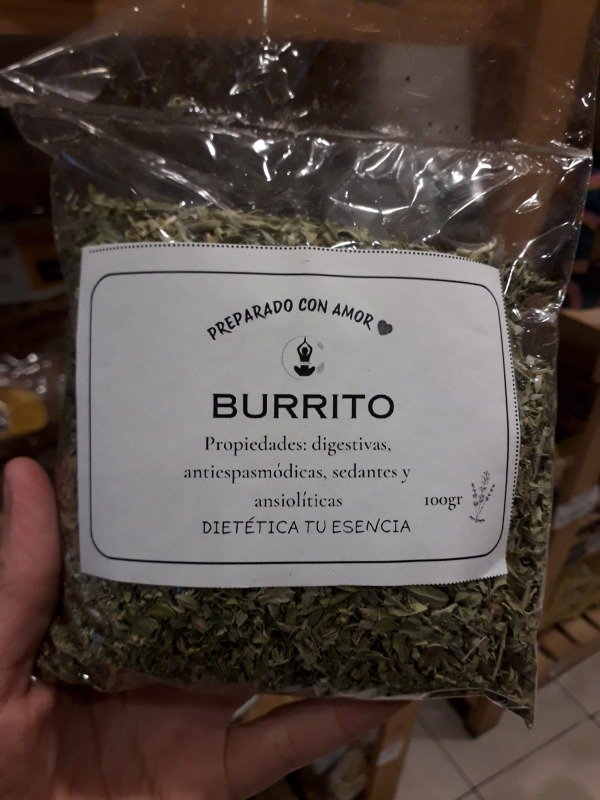 PREPARADO CON AMOR
BURRITO
Propiedades: digestivas,
antiespasmódicas, sedantes y
ansiolíticas
100gr
DIETÉTICA TU ESENCIA